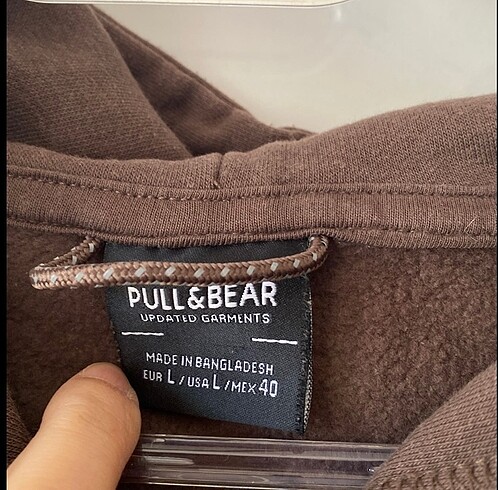 PULL&BEAR
UPDATED GARMENTS
MADE IN BANGLADESH
EUR L / USA L / MEX 40